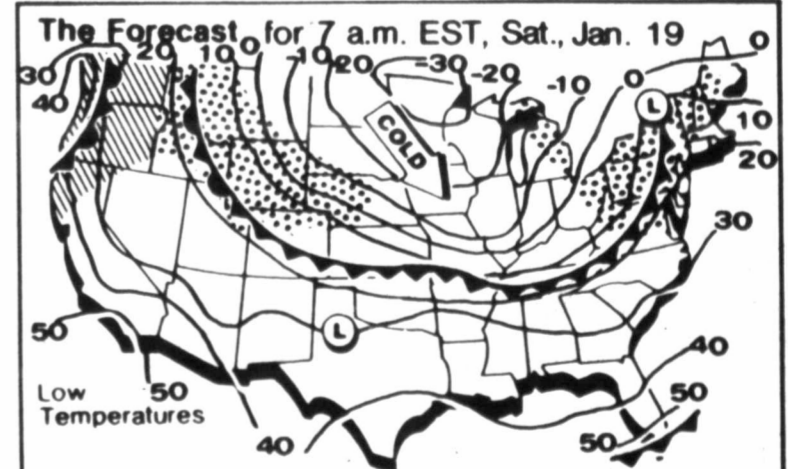 The Forecast for 7 a.m. EST, Sat., Jan. 19
30 20 10 0 -10 -20 -30 -20 -10 0 0
40
COLD
L
10
20
30
L
50
40
Low 50 50
Temperatures
40 50